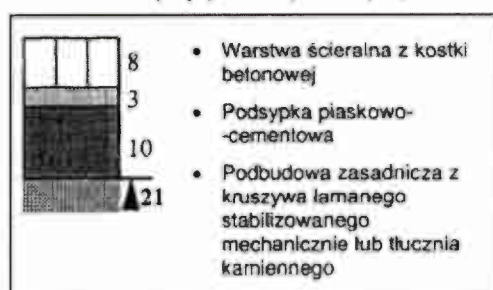 8
3
10
21
• Warstwa ścieralna z kostki
betonowej
• Podsypka piaskowo-
-cementowa
• Podbudowa zasadnicza z
kruszywa łamanego
stabilizowanego
mechanicznie lub tłucznia
kamiennego